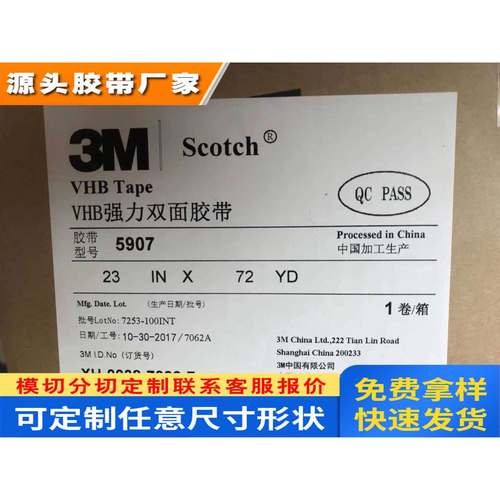 源头胶带厂家
3M Scotch®
VHB Tape
VHB强力双面胶带
QC PASS
胶带
型号 5907
Processed in China
中国加工生产
23 IN X 72 YD
Mfg. Date. Lot. (生产日期/批号)
1 卷/箱
批号LotNo: 7253-100INT
日期/工号: 10-30-2017/7062A
3M I.D.No (订货号)
3M China Ltd.,222 Tian Lin Road
Shanghai China 200233
3M中国有限公司
模切分切定制联系客服报价
可定制任意尺寸形状
免费拿样
快速发货